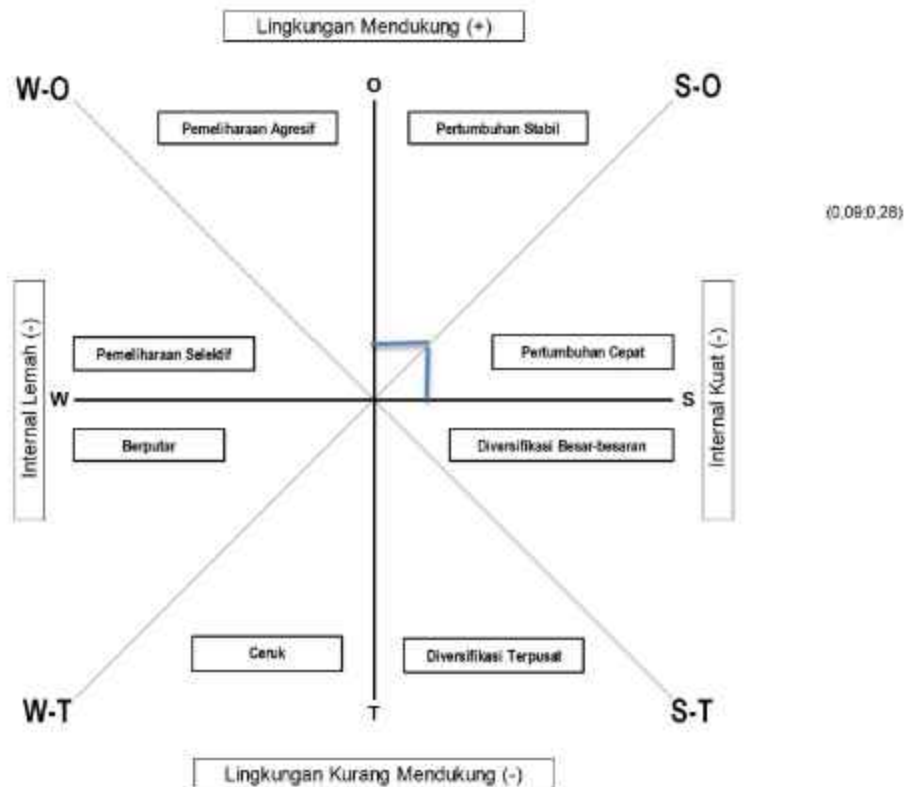 Lingkungan Mendukung (+)
W-O
O
S-O
Pemeliharaan Agresif
Pertumbuhan Stabil
(0,09;0,28)
Internal Lemah (-)
Pemeliharaan Selektif
Pertumbuhan Cepat
Internal Kuat (-)
W
S
Berputar
Diversifikasi Besar-besaran
Ceruk
Diversifikasi Terpusat
W-T
T
S-T
Lingkungan Kurang Mendukung (-)